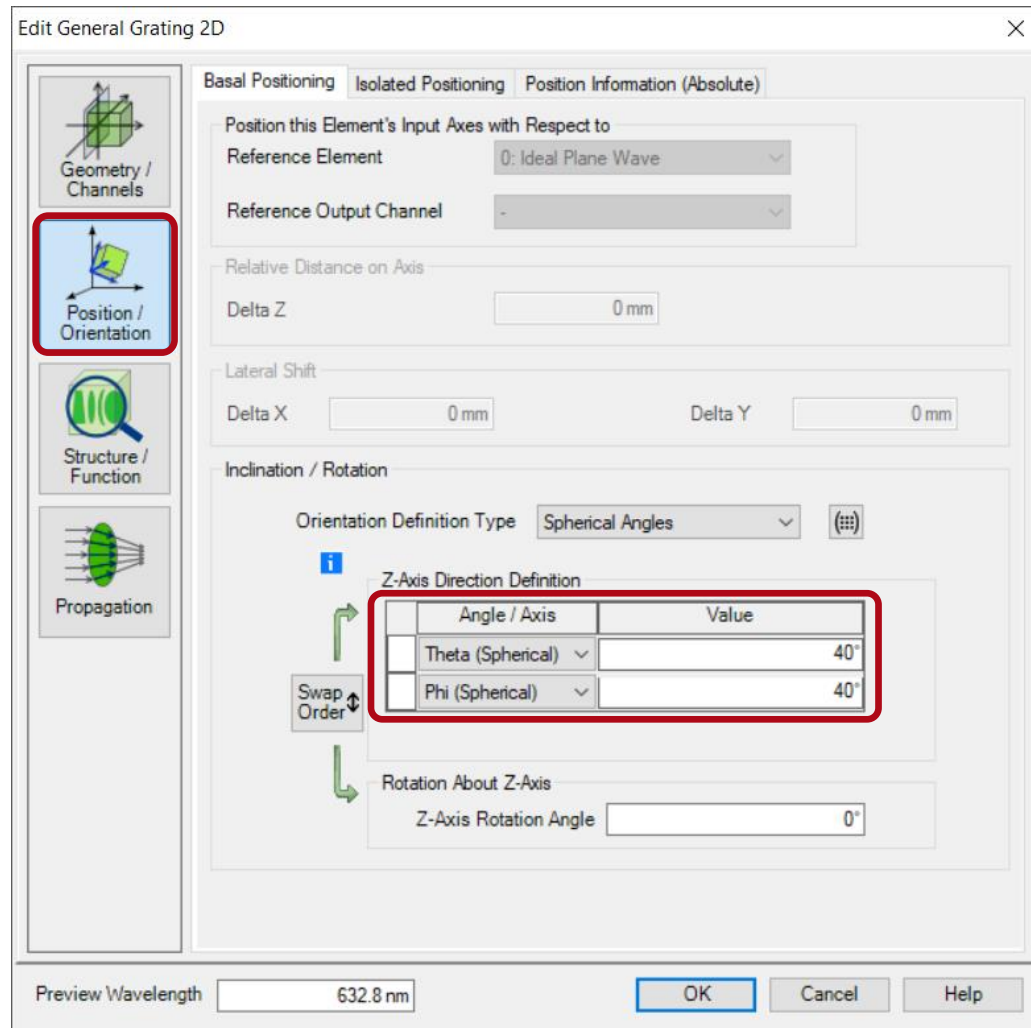 Edit General Grating 2D
Geometry /
Channels
Position /
Orientation
Structure /
Function
Propagation
Basal Positioning Isolated Positioning Position Information (Absolute)
Position this Element's Input Axes with Respect to
Reference Element 0: Ideal Plane Wave
Reference Output Channel -
Relative Distance on Axis
Delta Z 0 mm
Lateral Shift
Delta X 0 mm Delta Y 0 mm
Inclination / Rotation
Orientation Definition Type Spherical Angles
i
Z-Axis Direction Definition
Angle / Axis Value
Theta (Spherical) 40°
Phi (Spherical) 40°
Swap
Order
Rotation About Z-Axis
Z-Axis Rotation Angle 0°
Preview Wavelength 632.8 nm OK Cancel Help